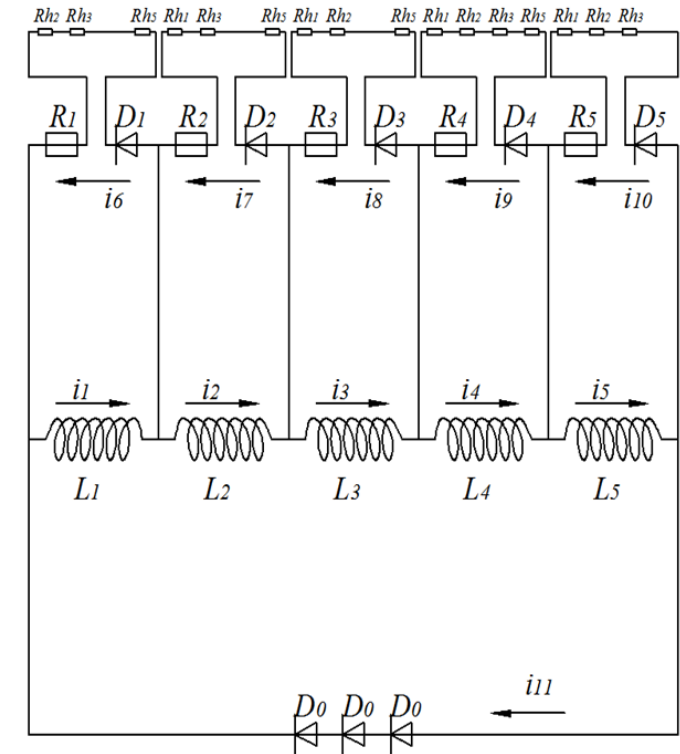 Rh2 Rh3 Rh5 Rh1 Rh3 Rh5 Rh1 Rh2 Rh5 Rh1 Rh2 Rh3 Rh5 Rh1 Rh2 Rh3
R1 D1 R2 D2 R3 D3 R4 D4 R5 D5
i6 i7 i8 i9 i10
i1 i2 i3 i4 i5
L1 L2 L3 L4 L5
i11
D0 D0 D0